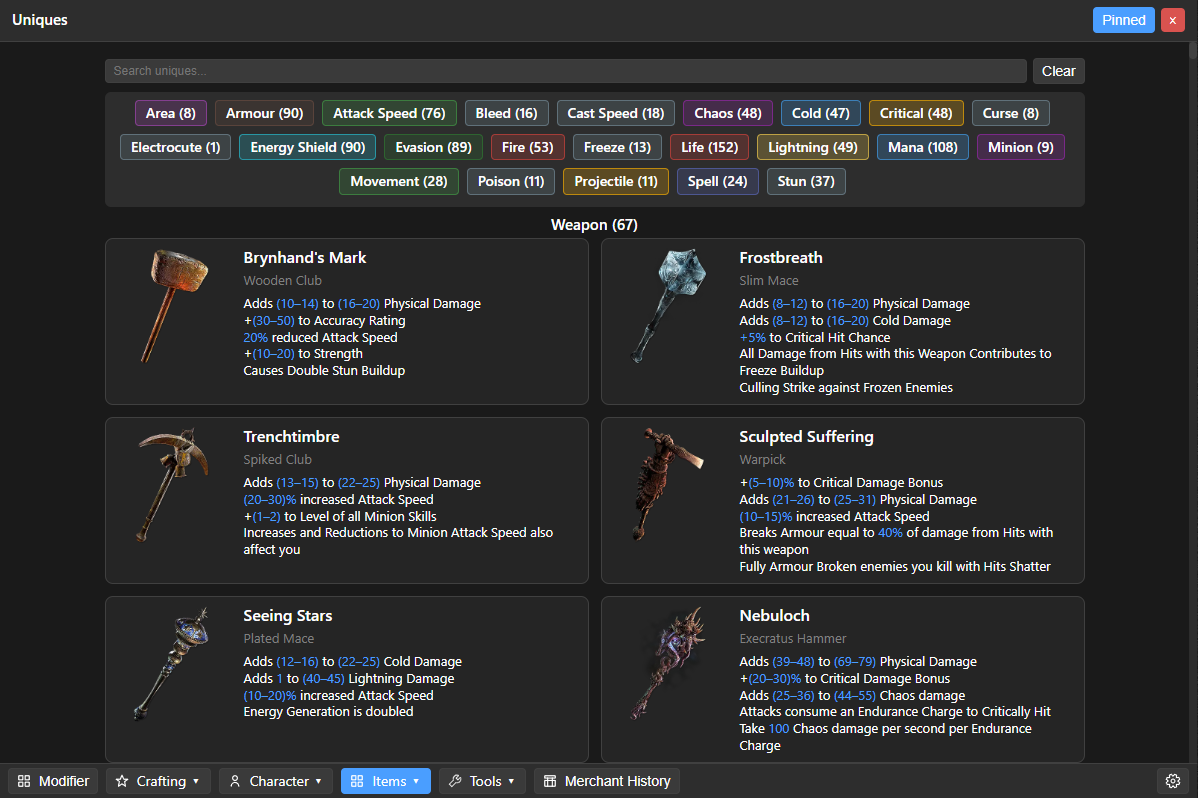 Uniques
Pinned
x
Search uniques...
Clear
Area (8) Armour (90) Attack Speed (76) Bleed (16) Cast Speed (18) Chaos (48) Cold (47) Critical (48) Curse (8)
Electrocute (1) Energy Shield (90) Evasion (89) Fire (53) Freeze (13) Life (152) Lightning (49) Mana (108) Minion (9)
Movement (28) Poison (11) Projectile (11) Spell (24) Stun (37)
Weapon (67)
Brynhand's Mark
Wooden Club
Adds (10–14) to (16–20) Physical Damage
+(30–50) to Accuracy Rating
20% reduced Attack Speed
+(10–20) to Strength
Causes Double Stun Buildup
Frostbreath
Slim Mace
Adds (8–12) to (16–20) Physical Damage
Adds (8–12) to (16–20) Cold Damage
+5% to Critical Hit Chance
All Damage from Hits with this Weapon Contributes to
Freeze Buildup
Culling Strike against Frozen Enemies
Trenchtimbre
Spiked Club
Adds (13–15) to (22–25) Physical Damage
(20–30)% increased Attack Speed
+(1–2) to Level of all Minion Skills
Increases and Reductions to Minion Attack Speed also
affect you
Sculpted Suffering
Warpick
+(5–10)% to Critical Damage Bonus
Adds (21–26) to (25–31) Physical Damage
(10–15)% increased Attack Speed
Breaks Armour equal to 40% of damage from Hits with
this weapon
Fully Armour Broken enemies you kill with Hits Shatter
Seeing Stars
Plated Mace
Adds (12–16) to (22–25) Cold Damage
Adds 1 to (40–45) Lightning Damage
(10–20)% increased Attack Speed
Energy Generation is doubled
Nebuloch
Execratus Hammer
Adds (39–48) to (69–79) Physical Damage
+(20–30)% to Critical Damage Bonus
Adds (25–36) to (44–55) Chaos damage
Attacks consume an Endurance Charge to Critically Hit
Take 100 Chaos damage per second per Endurance
Charge
Modifier Crafting Character Items Tools Merchant History